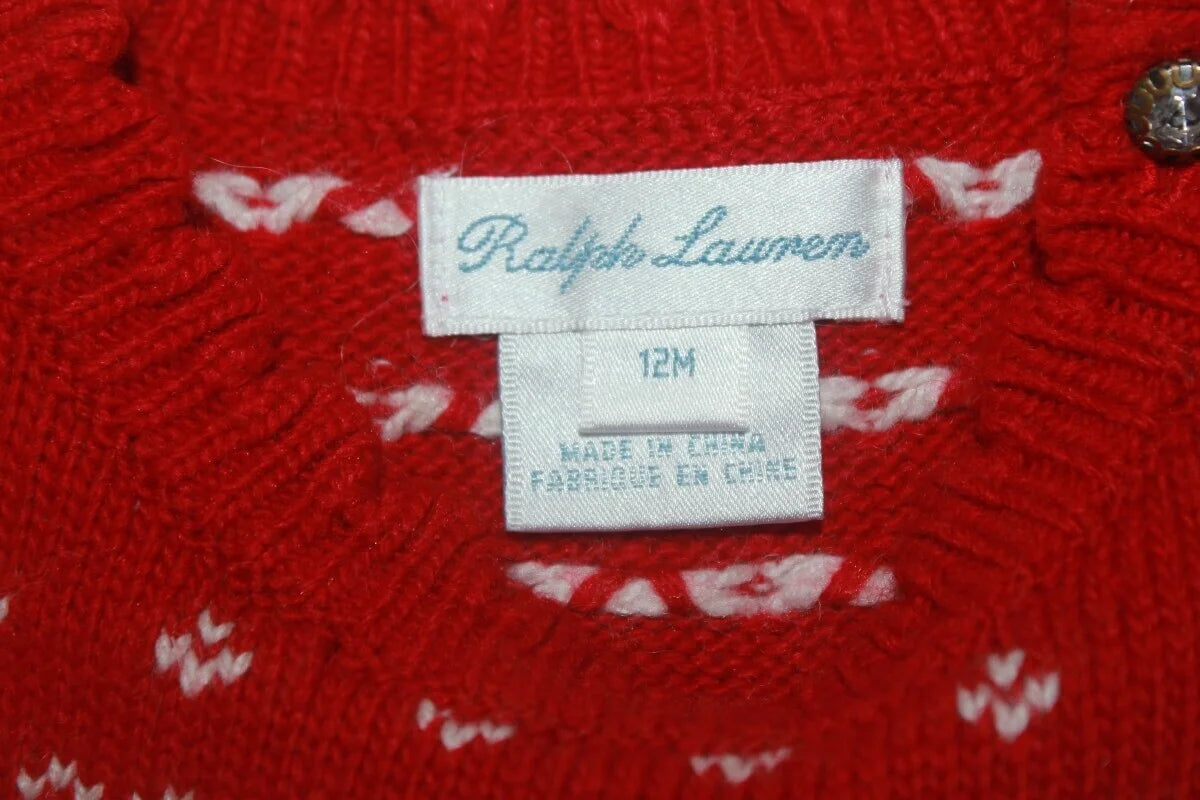 Ralph Lauren
12M
MADE IN CHINA
FABRIQUE EN CHINE